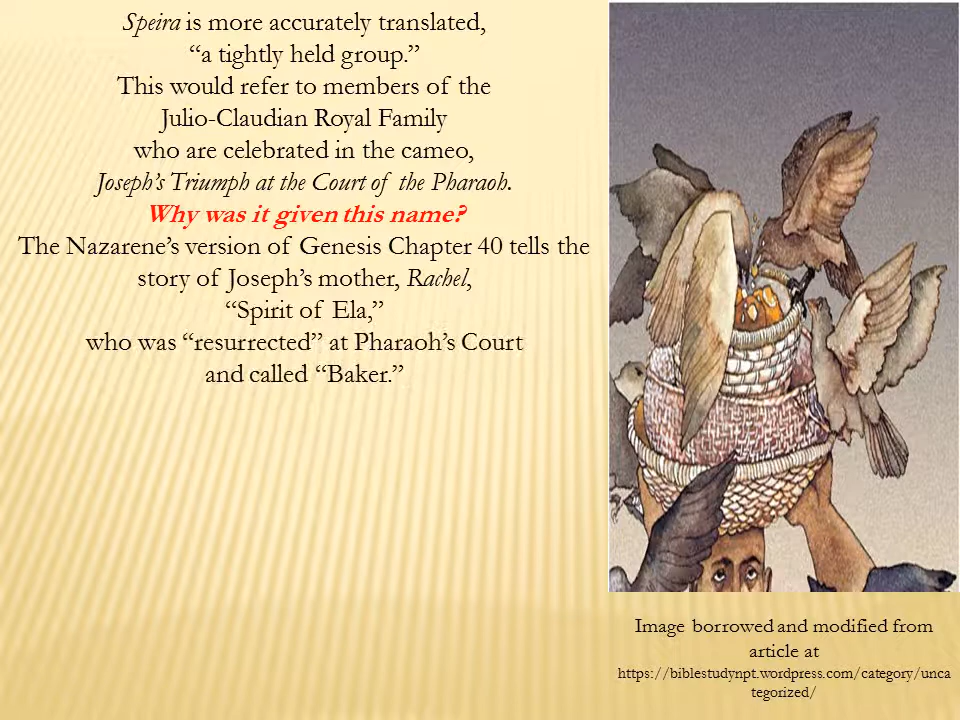 Speira is more accurately translated,
“a tightly held group.”
This would refer to members of the
Julio-Claudian Royal Family
who are celebrated in the cameo,
Joseph’s Triumph at the Court of the Pharaoh.
Why was it given this name?
The Nazarene’s version of Genesis Chapter 40 tells the
story of Joseph’s mother, Rachel,
“Spirit of Ela,”
who was “resurrected” at Pharaoh’s Court
and called “Baker.”
Image borrowed and modified from
article at
https://biblestudynpt.wordpress.com/category/unca
tegorized/